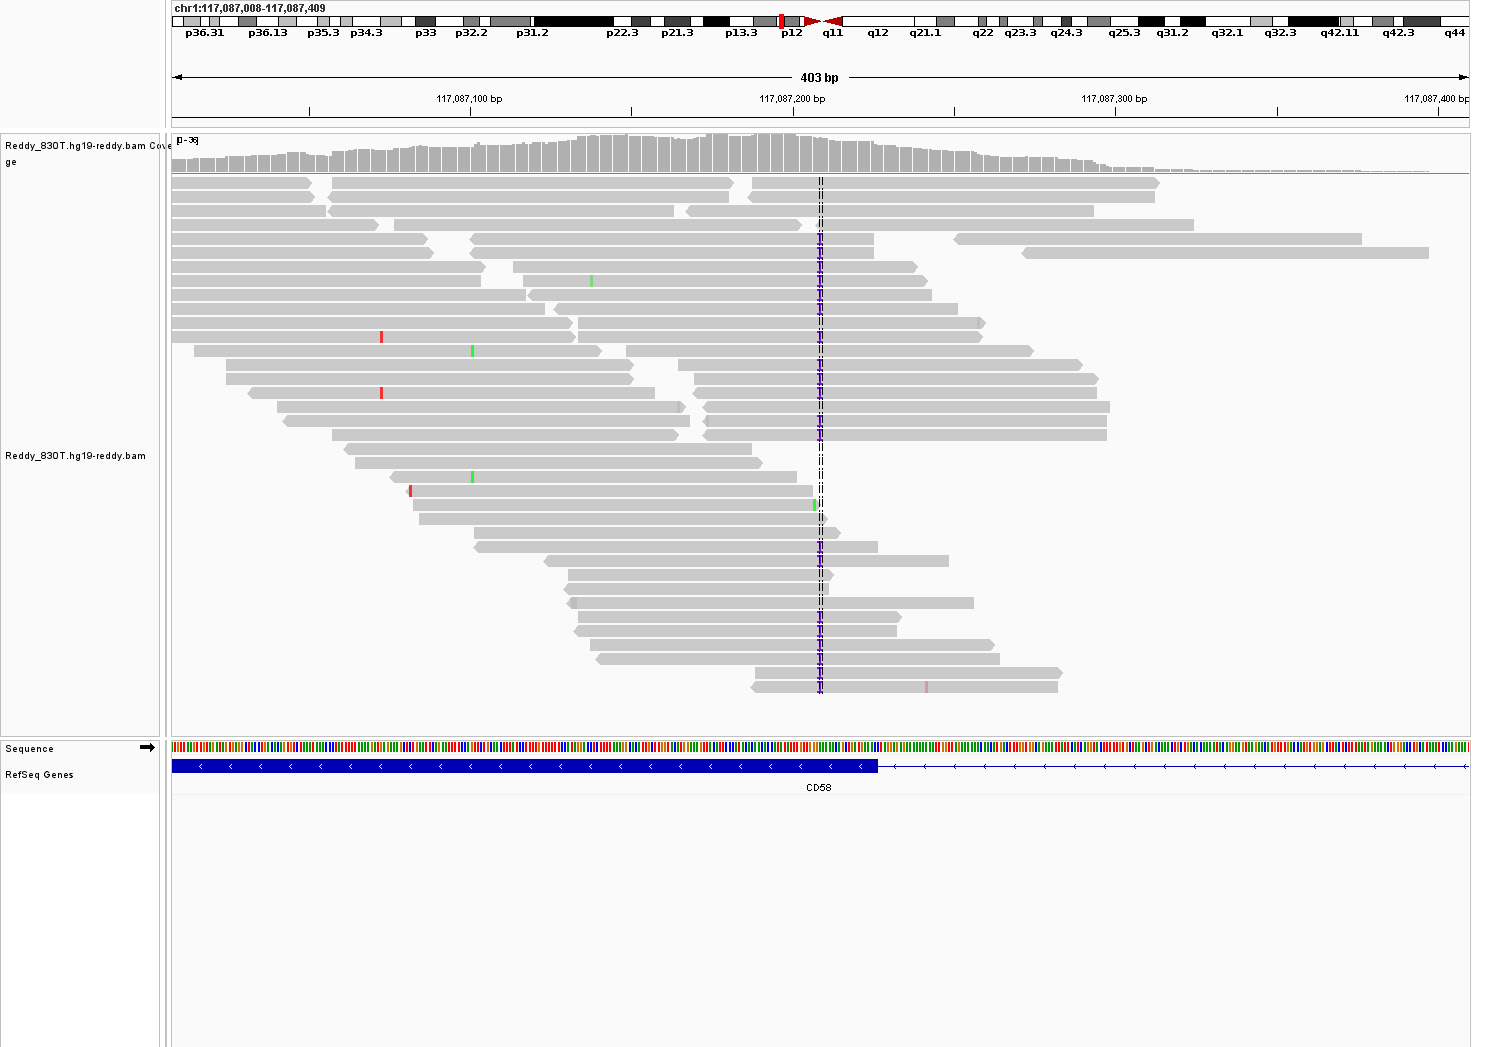 chr1:117,087,008-117,087,409
p36.31 p36.13 p35.3 p34.3 p33 p32.2 p31.2 p22.3 p21.3 p13.3 p12 q11 q12 q21.1 q22 q23.3 q24.3 q25.3 q31.2 q32.1 q32.3 q42.11 q42.3 q44
403 bp
117,087,100 bp 117,087,200 bp 117,087,300 bp 117,087,400 bp
[0-36]
Reddy_830T.hg19-reddy.bam Cove
ge
Reddy_830T.hg19-reddy.bam
Sequence
RefSeq Genes
CD58